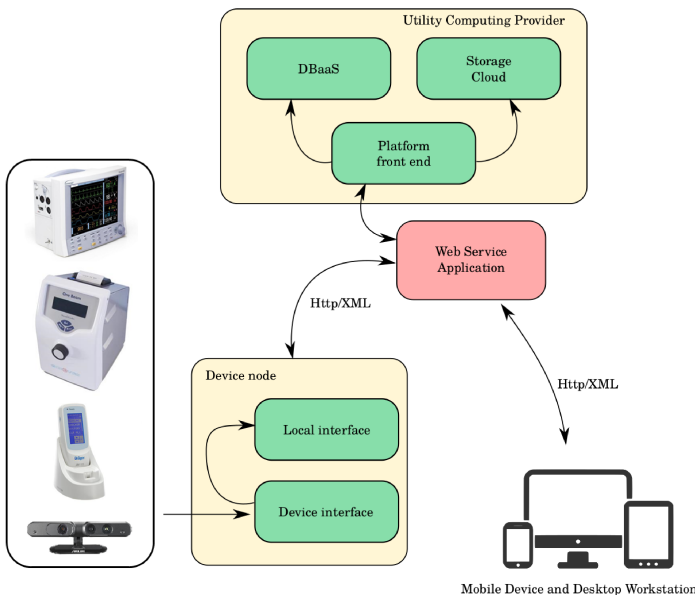 Utility Computing Provider
DBaaS
Storage
Cloud
Platform
front end
Web Service
Application
Http/XML
Http/XML
Device node
Local interface
Device interface
Mobile Device and Desktop Workstation